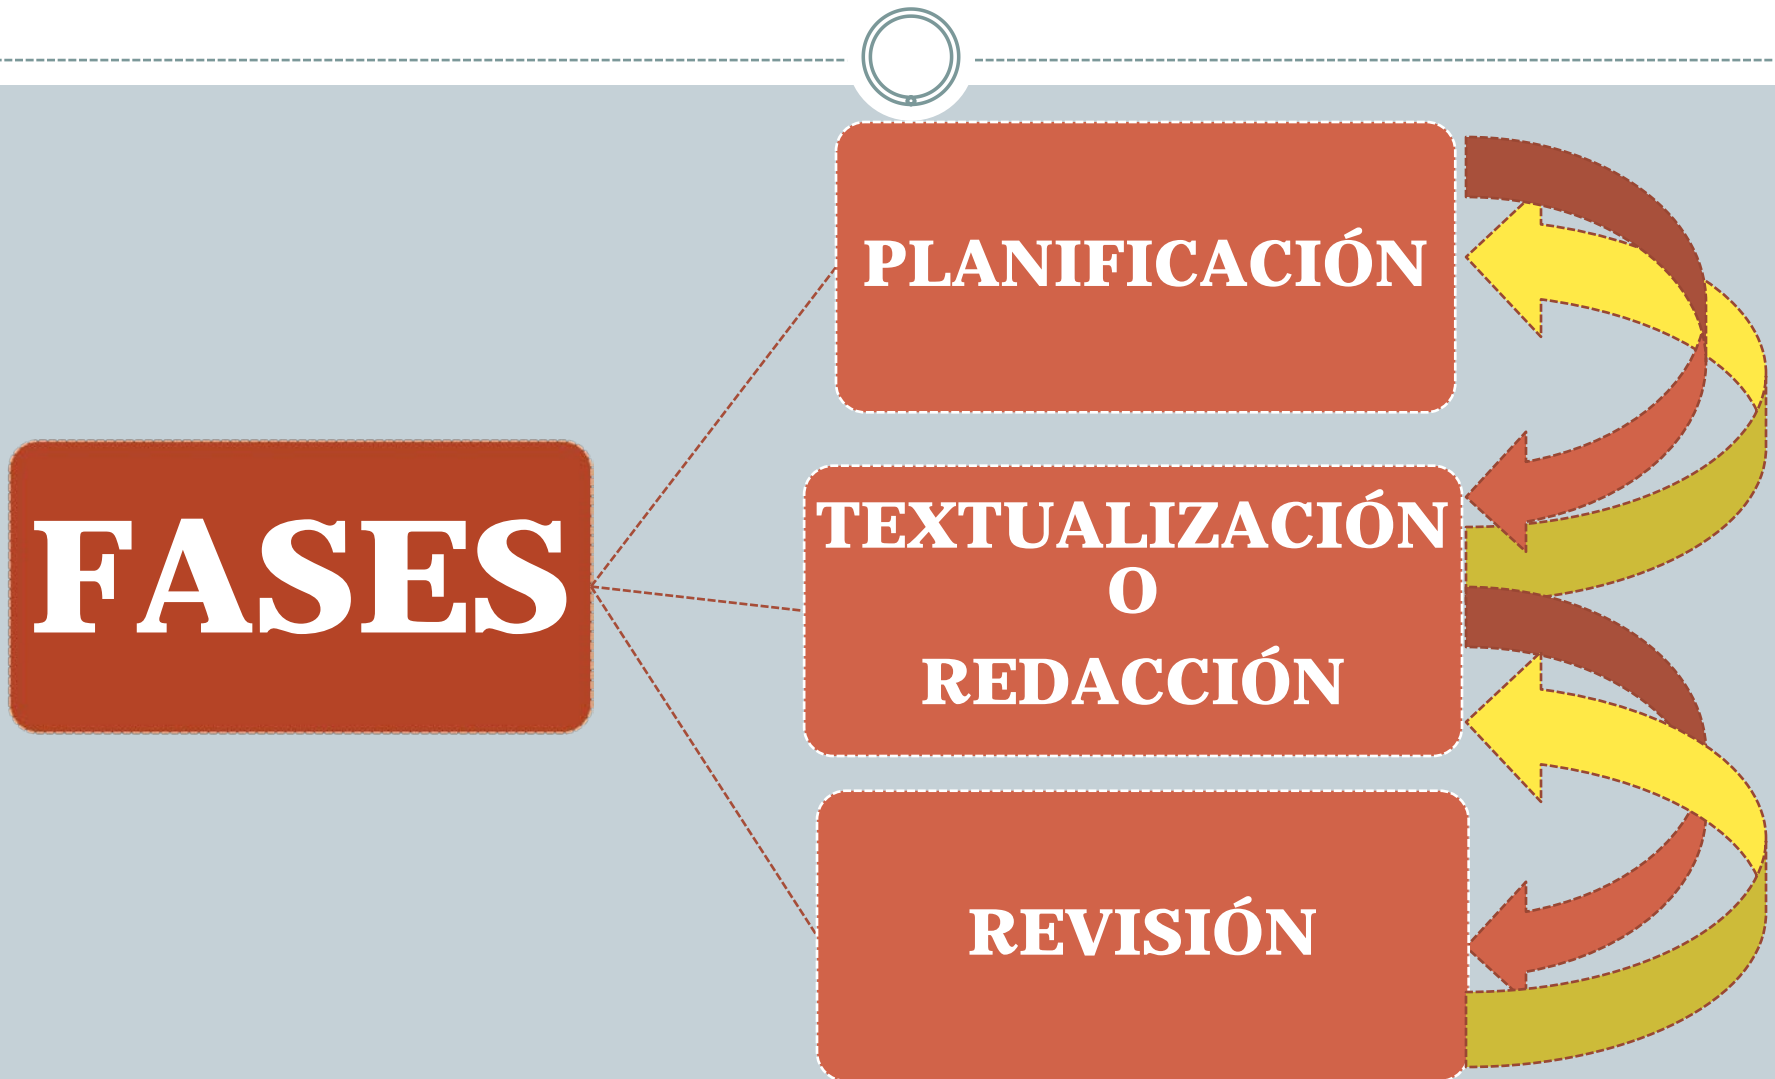 FASES
PLANIFICACIÓN
TEXTUALIZACIÓN
O
REDACCIÓN
REVISIÓN